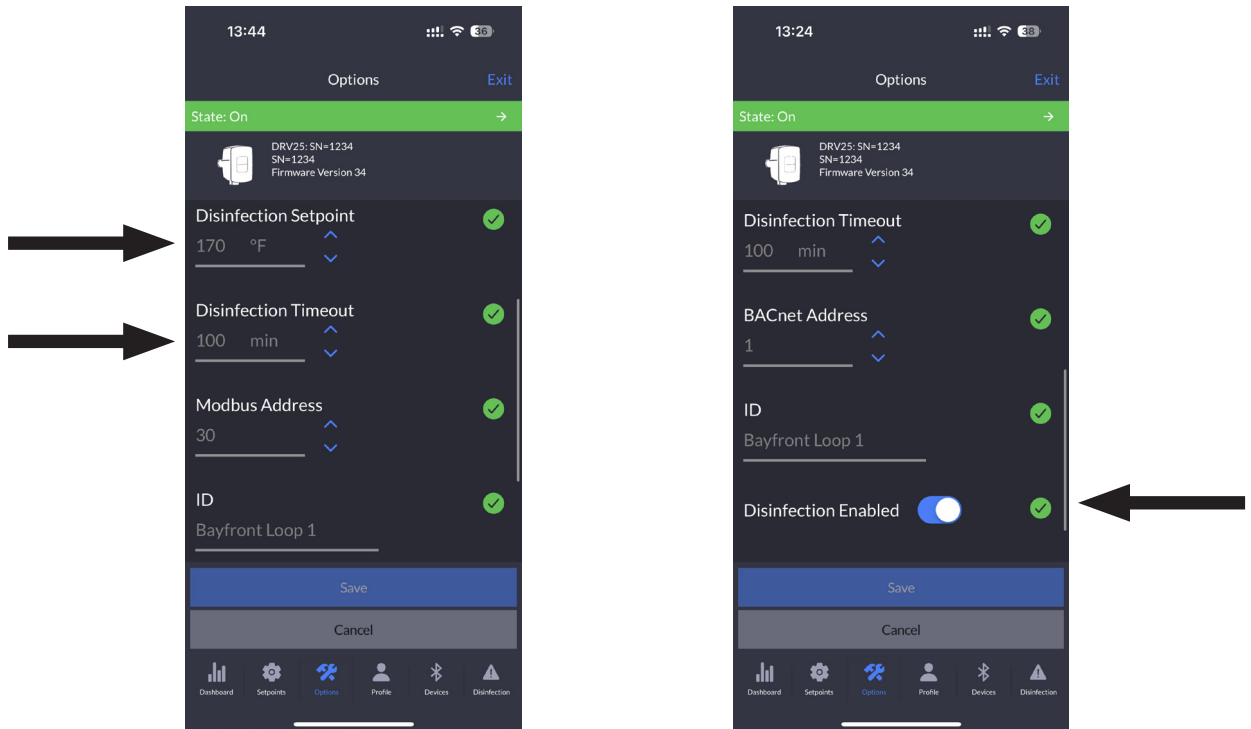 13:44
36
Options
Exit
State: On
DRV25: SN=1234
SN=1234
Firmware Version 34
Disinfection Setpoint
170 °F
Disinfection Timeout
100 min
Modbus Address
30
ID
Bayfront Loop 1
Save
Cancel
Dashboard
Setpoints
Options
Profile
Devices
Disinfection
13:24
38
Options
Exit
State: On
DRV25: SN=1234
SN=1234
Firmware Version 34
Disinfection Timeout
100 min
BACnet Address
1
ID
Bayfront Loop 1
Disinfection Enabled
Save
Cancel
Dashboard
Setpoints
Options
Profile
Devices
Disinfection